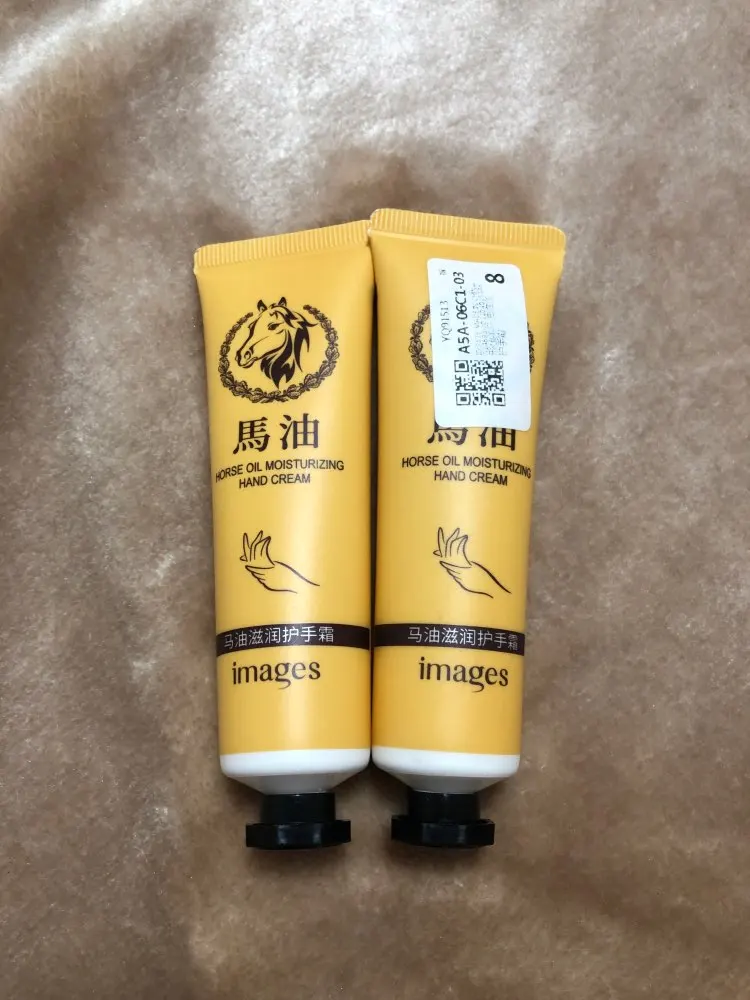 馬油
HORSE OIL MOISTURIZING
HAND CREAM
马油滋润护手霜
images
8
A5A-06C1-03
YQ01513
馬油
HORSE OIL MOISTURIZING
HAND CREAM
马油滋润护手霜
images